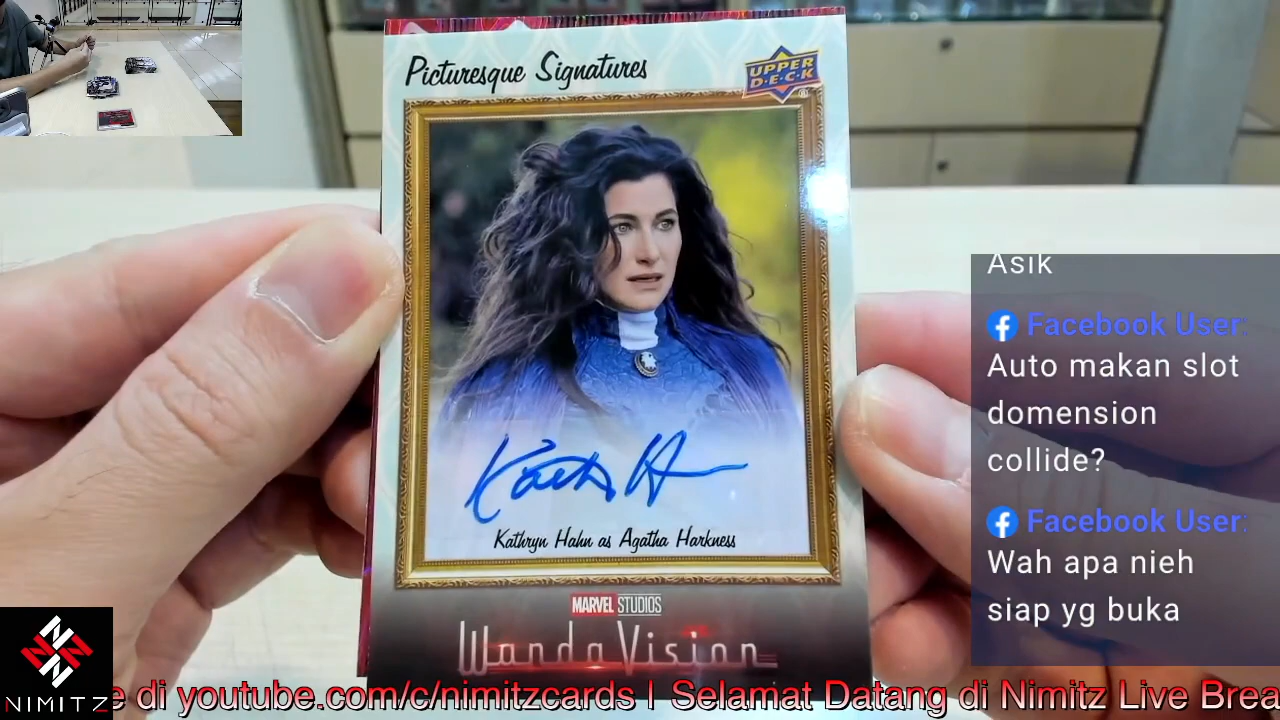 Picturesque Signatures
UPPER
D·E·C·K
Kath H
Kathryn Hahn as Agatha Harkness
MARVEL STUDIOS
WandaVision
Asik
Facebook User:
Auto makan slot
domension
collide?
Facebook User:
Wah apa nieh
siap yg buka
NIMITZ
e di youtube.com/c/nimitzcards | Selamat Datang di Nimitz Live Brea